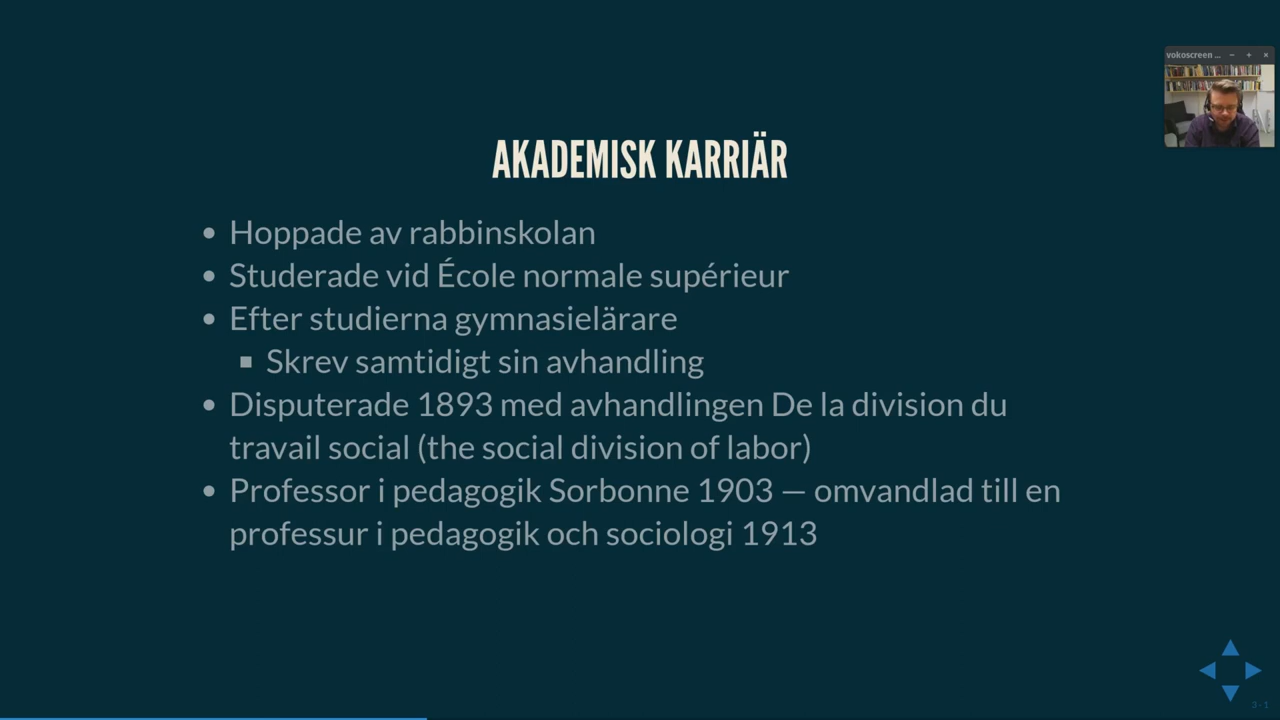 vokoscreen ...
AKADEMISK KARRIÄR
Hoppade av rabbinskolan
Studerade vid École normale supérieur
Efter studierna gymnasielärare
Skrev samtidigt sin avhandling
Disputerade 1893 med avhandlingen De la division du
travail social (the social division of labor)
Professor i pedagogik Sorbonne 1903 — omvandlad till en
professur i pedagogik och sociologi 1913
3 - 1